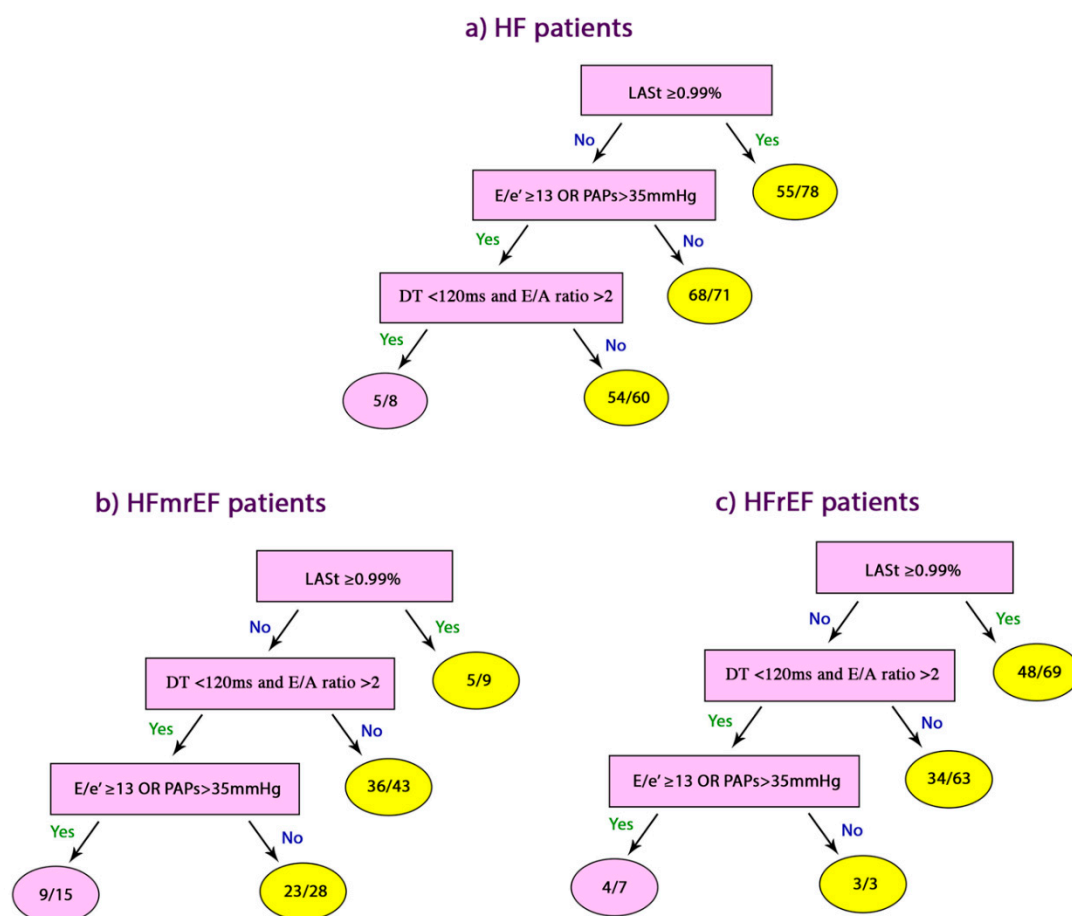 a) HF patients
LASt ≥0.99%
No
Yes
E/e' ≥13 OR PAPs>35mmHg
55/78
Yes
No
DT <120ms and E/A ratio >2
68/71
Yes
No
5/8
54/60
b) HFmrEF patients
LASt ≥0.99%
No
Yes
DT <120ms and E/A ratio >2
5/9
Yes
No
E/e' ≥13 OR PAPs>35mmHg
36/43
Yes
No
9/15
23/28
c) HFrEF patients
LASt ≥0.99%
No
Yes
DT <120ms and E/A ratio >2
48/69
Yes
No
E/e' ≥13 OR PAPs>35mmHg
34/63
Yes
No
4/7
3/3